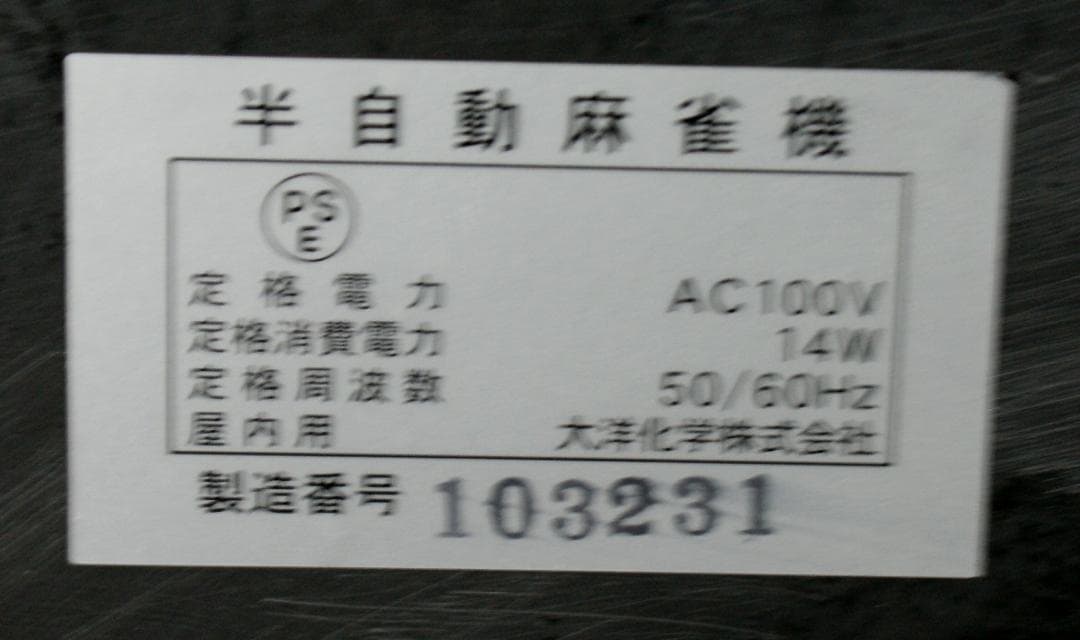 半自動麻雀機
PS
E
定格電力 AC100V
定格消費電力 14W
定格周波数 50/60Hz
屋内用 大洋化学株式会社
製造番号 103231